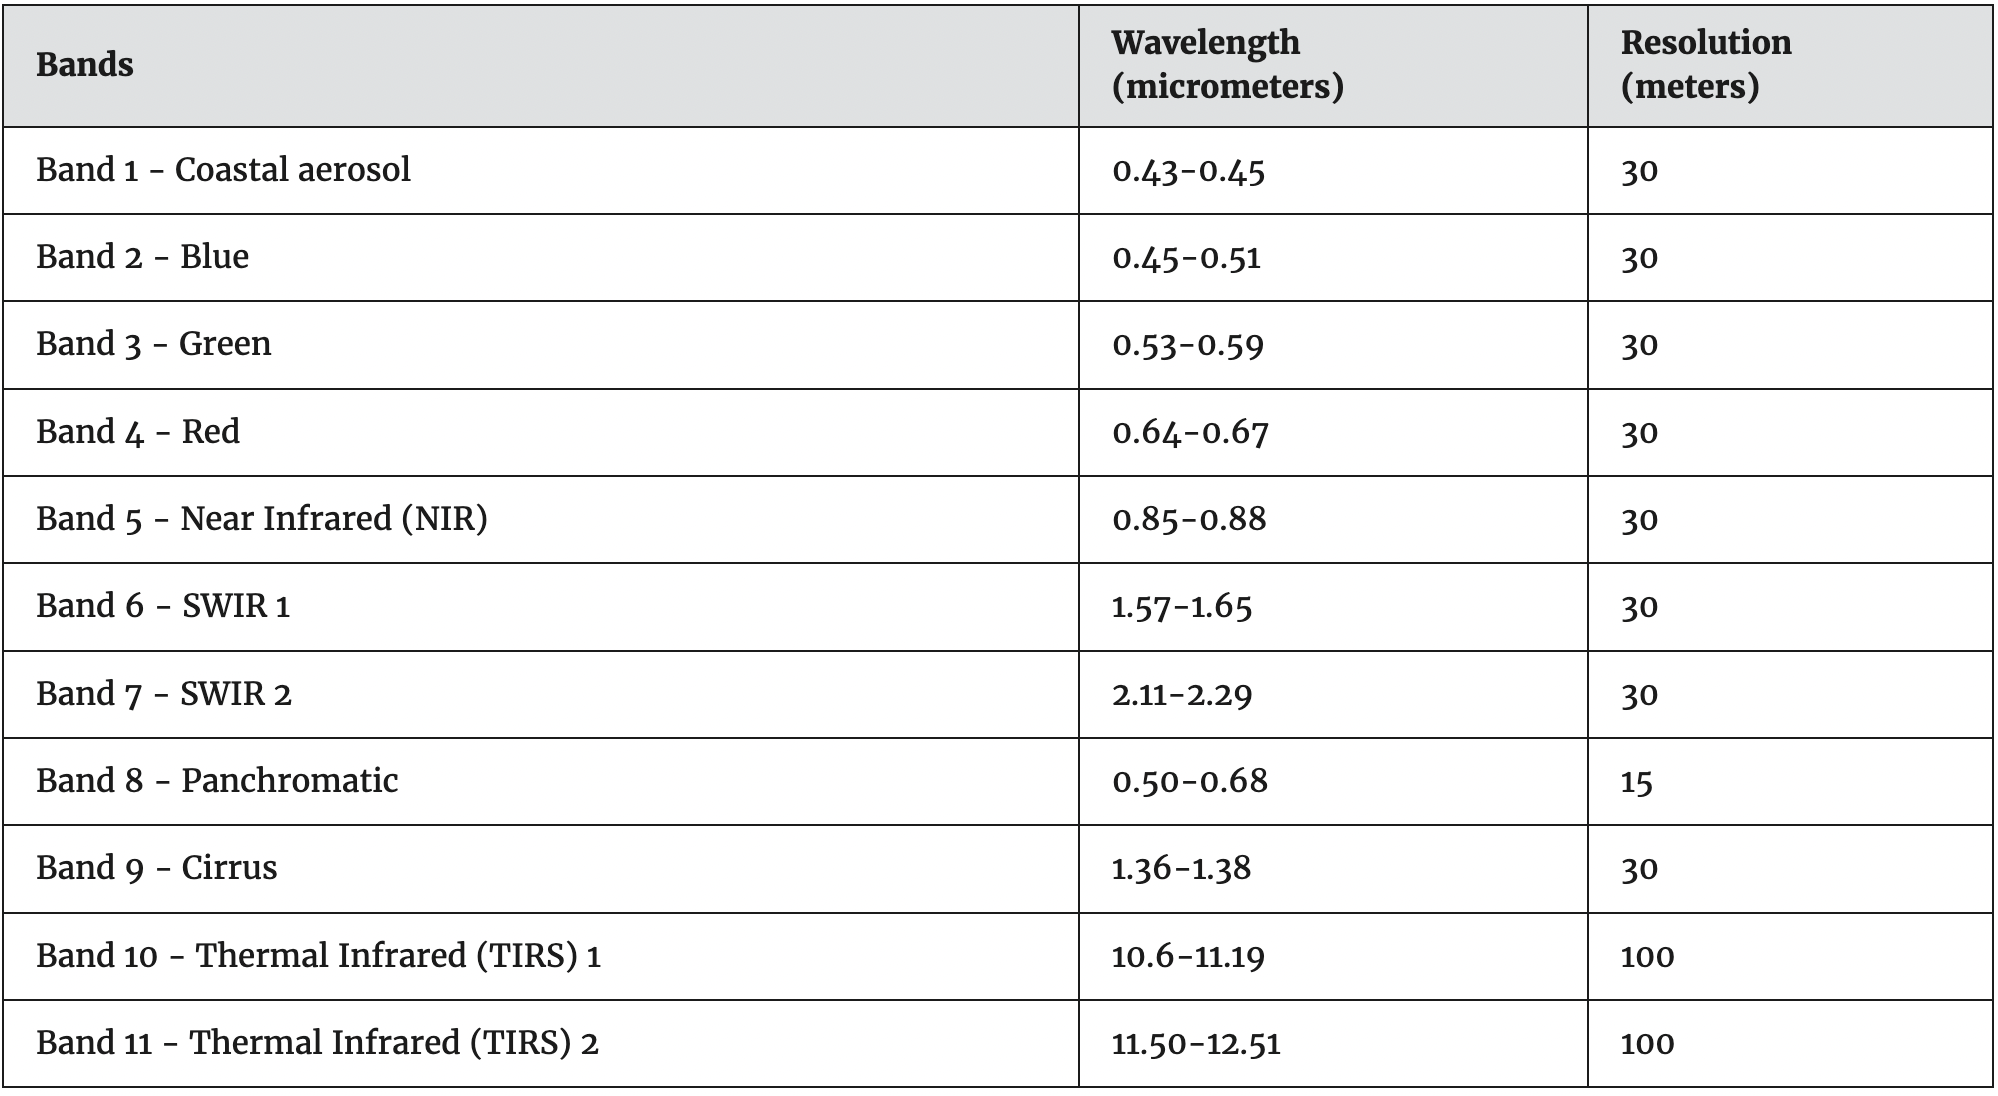 Bands
Wavelength
(micrometers)
Resolution
(meters)
Band 1 - Coastal aerosol
0.43-0.45
30
Band 2 - Blue
0.45-0.51
30
Band 3 - Green
0.53-0.59
30
Band 4 - Red
0.64-0.67
30
Band 5 - Near Infrared (NIR)
0.85-0.88
30
Band 6 - SWIR 1
1.57-1.65
30
Band 7 - SWIR 2
2.11-2.29
30
Band 8 - Panchromatic
0.50-0.68
15
Band 9 - Cirrus
1.36-1.38
30
Band 10 - Thermal Infrared (TIRS) 1
10.6-11.19
100
Band 11 - Thermal Infrared (TIRS) 2
11.50-12.51
100